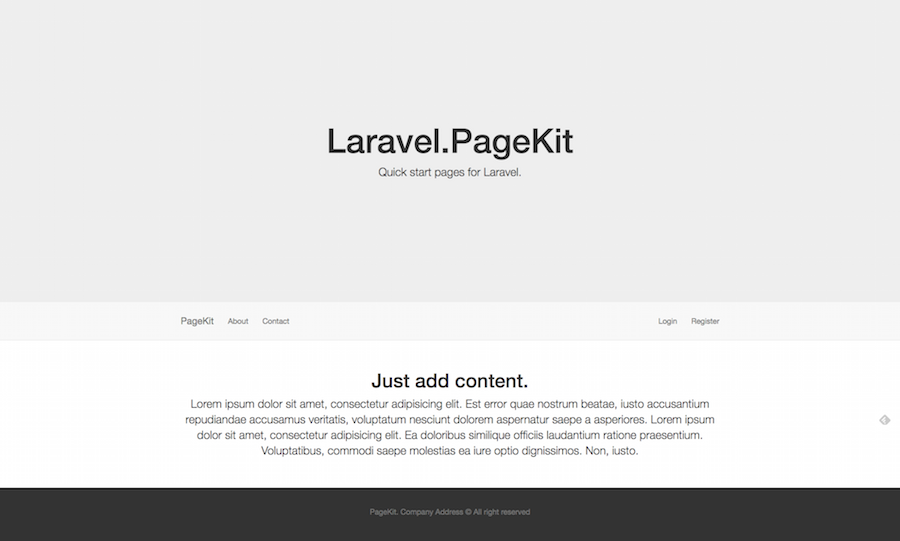 Laravel.PageKit
Quick start pages for Laravel.
PageKit About Contact Login Register
Just add content.
Lorem ipsum dolor sit amet, consectetur adipisicing elit. Est error quae nostrum beatae, iusto accusantium
repudiandae accusamus veritatis, voluptatum nesciunt dolorem aspernatur saepe a asperiores. Lorem ipsum
dolor sit amet, consectetur adipisicing elit. Ea doloribus similique officiis laudantium ratione praesentium.
Voluptatibus, commodi saepe molestias ea iure optio dignissimos. Non, iusto.
PageKit. Company Address © All right reserved